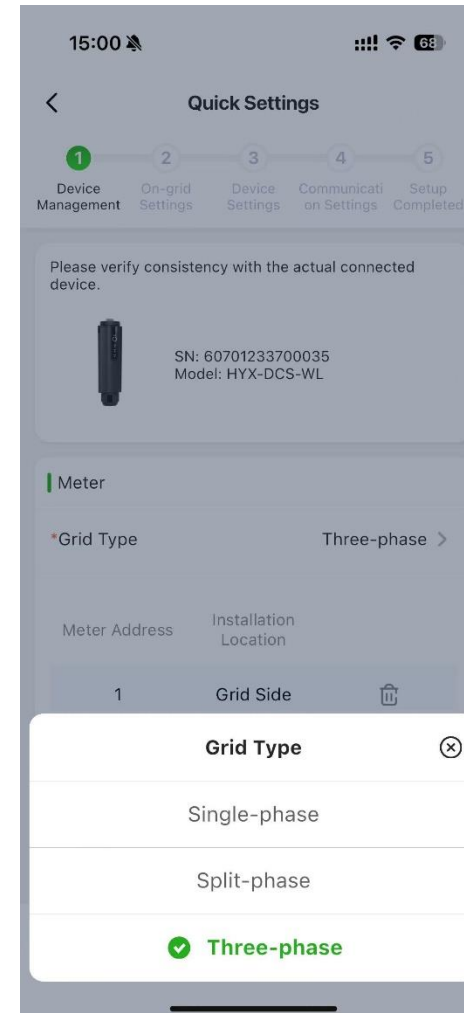 15:00
68
Quick Settings
1
2
3
4
5
Device
Management
On-grid
Settings
Device
Settings
Communicati
on Settings
Setup
Completed
Please verify consistency with the actual connected
device.
SN: 60701233700035
Model: HYX-DCS-WL
Meter
*Grid Type
Three-phase
Meter Address
Installation
Location
1
Grid Side
Grid Type
Single-phase
Split-phase
Three-phase